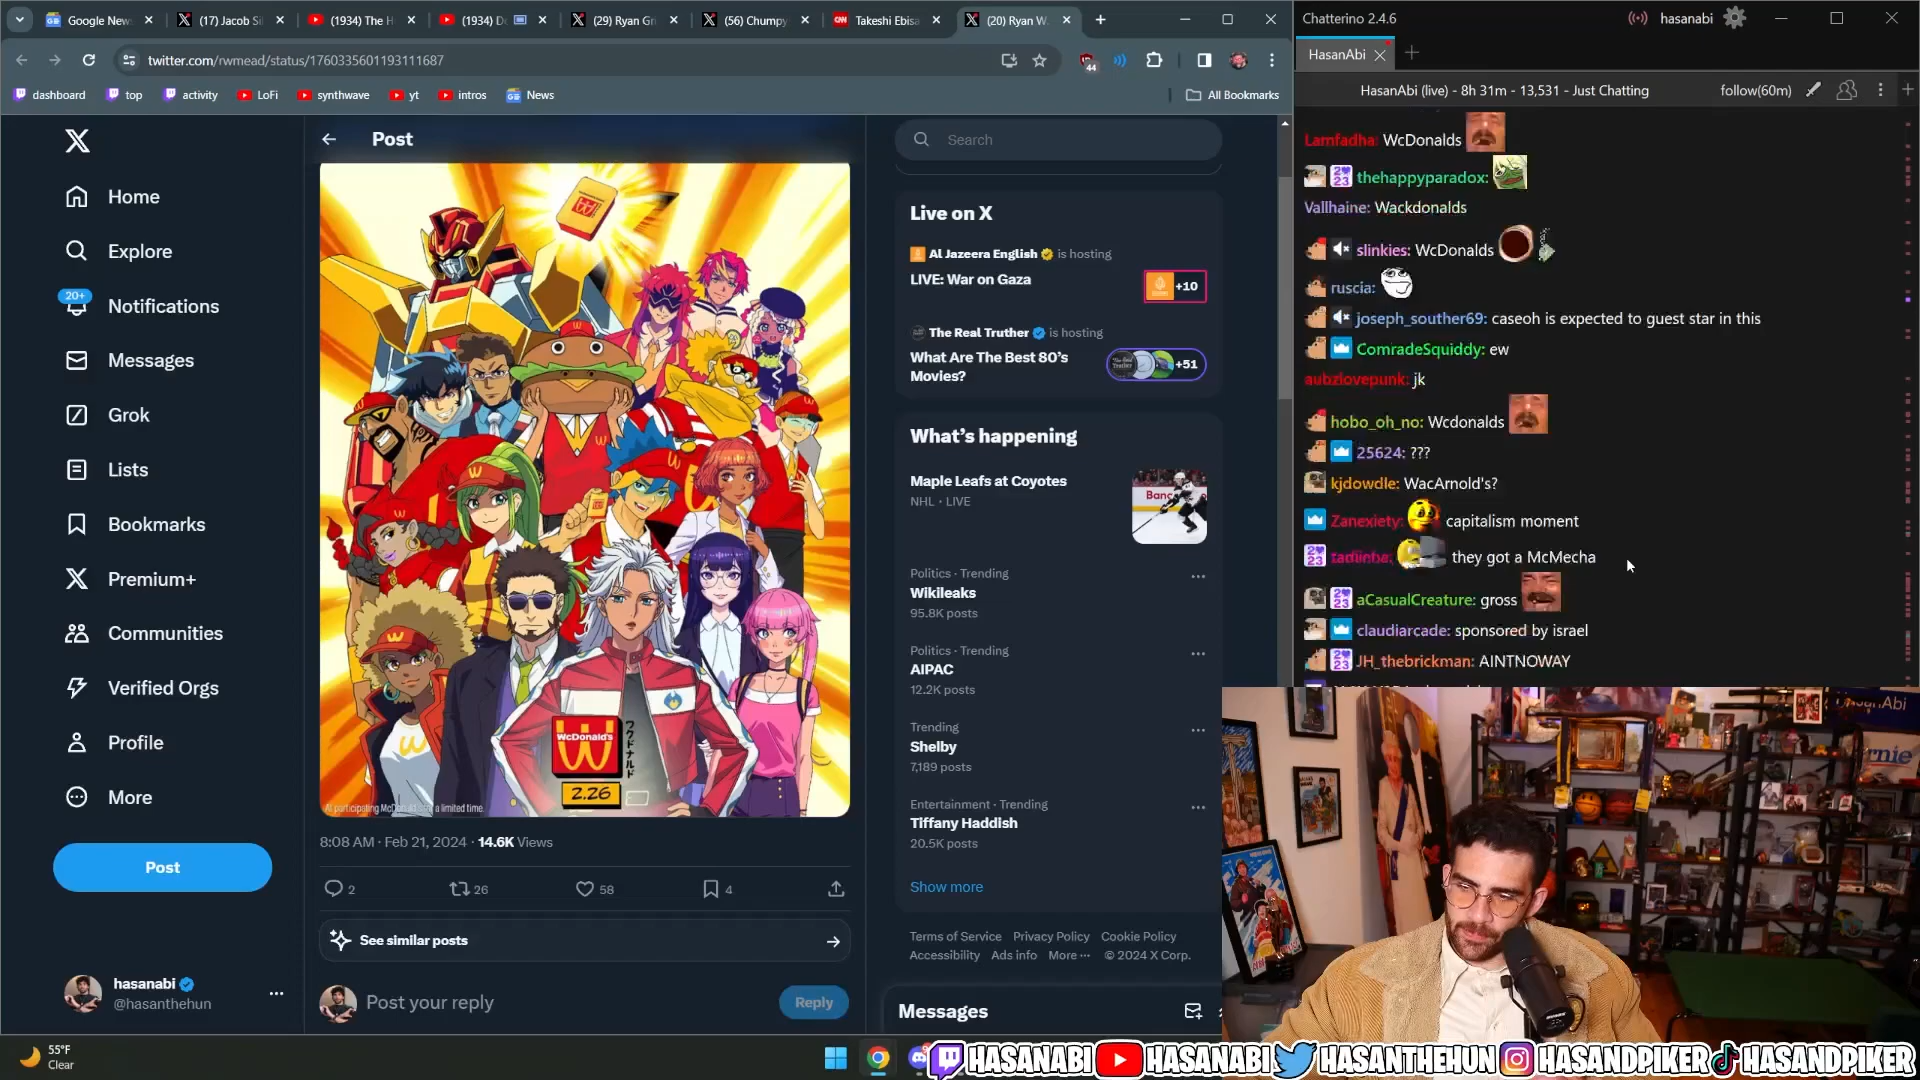 Google New
(17) Jacob Si
(1934) The H
(1934) D
(29) Ryan Gri
(56) Chumpy
Takeshi Ebisa
(20) Ryan W
twitter.com/rwmead/status/1760335601193111687
44
dashboard
top
activity
LoFi
synthwave
yt
intros
News
All Bookmarks
Home
Explore
20+
Notifications
Messages
Grok
Lists
Bookmarks
Premium+
Communities
Verified Orgs
Profile
More
Post
hasanabi
@hasanthehun
Post
WcDonald's
ワクドナルド
2.26
8:08 AM · Feb 21, 2024 · 14.6K Views
2
26
58
4
See similar posts
Post your reply
Reply
Search
Live on X
Al Jazeera English is hosting
LIVE: War on Gaza
+10
The Real Truther is hosting
What Are The Best 80's
Movies?
+51
What's happening
Maple Leafs at Coyotes
NHL · LIVE
Politics · Trending
Wikileaks
95.8K posts
Politics · Trending
AIPAC
12.2K posts
Trending
Shelby
7,189 posts
Entertainment · Trending
Tiffany Haddish
20.5K posts
Show more
Terms of Service Privacy Policy Cookie Policy
Accessibility Ads info More ··· © 2024 X Corp.
Messages
Chatterino 2.4.6
hasanabi
HasanAbi
HasanAbi (live) - 8h 31m - 13,531 - Just Chatting
follow(60m)
Lamfadha: WcDonalds
thehappyparadox:
Vallhaine: Wackdonalds
slinkies: WcDonalds
ruscia:
joseph_souther69: caseoh is expected to guest star in this
ComradeSquiddy: ew
aubzlovepunk: jk
hobo_oh_no: Wcdonalds
25624: ???
kjdowdle: WacArnold's?
Zanexiety: capitalism moment
they got a McMecha
aCasualCreature: gross
claudiarcade: sponsored by israel
JH_thebrickman: AINTNOWAY
55°F
Clear
HASANABI
HASANABI
HASANTHEHUN
HASANDPIKER
HASANDPIKER